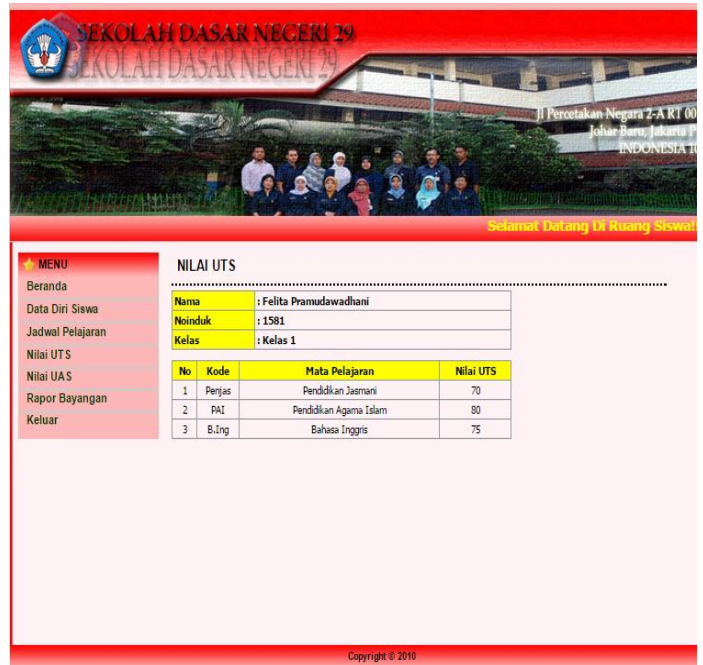 SEKOLAH DASAR NEGERI 29
SEKOLAH DASAR NEGERI 29
Jl Percetakan Negara 2-A RT 00
Johar Baru, Jakarta P
INDONESIA 10
Selamat Datang Di Ruang Siswa!!
MENU
Beranda
Data Diri Siswa
Jadwal Pelajaran
Nilai UTS
Nilai UAS
Rapor Bayangan
Keluar
NILAI UTS
Nama : Felita Pramudawadhani
Noinduk : 1581
Kelas : Kelas 1
No Kode Mata Pelajaran Nilai UTS
1 Penjas Pendidikan Jasmani 70
2 PAI Pendidikan Agama Islam 80
3 B.Ing Bahasa Inggris 75
Copyright © 2010